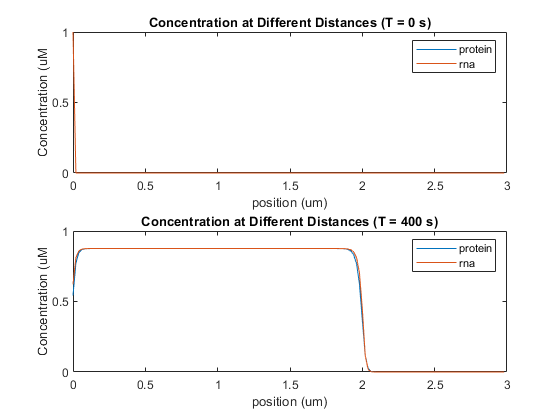 Concentration at Different Distances (T = 0 s)
1
0.5
0
Concentration (uM
protein
rna
0 0.5 1 1.5 2 2.5 3
position (um)
Concentration at Different Distances (T = 400 s)
1
0.5
0
Concentration (uM
protein
rna
0 0.5 1 1.5 2 2.5 3
position (um)